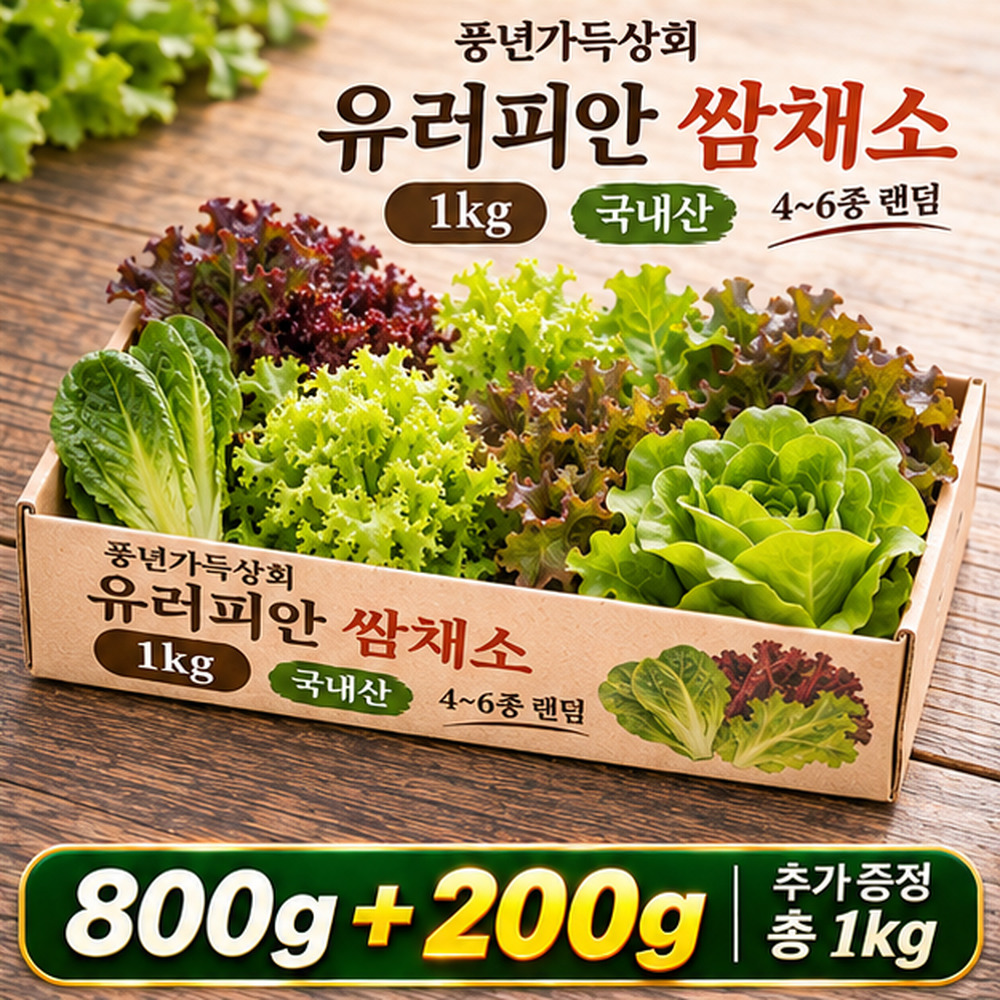 풍년가득상회
유러피안 쌈채소
1kg 국내산 4~6종 랜덤
풍년가득상회
유러피안 쌈채소
1kg 국내산 4~6종 랜덤
800g + 200g
추가 증정
총 1kg